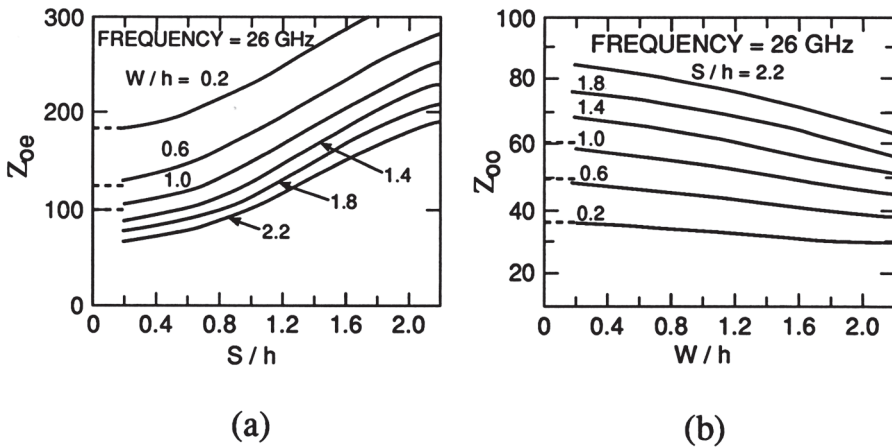 300
FREQUENCY = 26 GHz
W / h = 0.2
200
0.6
1.0
100
1.4
1.8
2.2
0
0 0.4 0.8 1.2 1.6 2.0
Zoe
S / h
(a)
100
FREQUENCY = 26 GHz
S / h = 2.2
80
1.8
1.4
60
1.0
0.6
40
0.2
20
0 0.4 0.8 1.2 1.6 2.0
Zoo
W / h
(b)